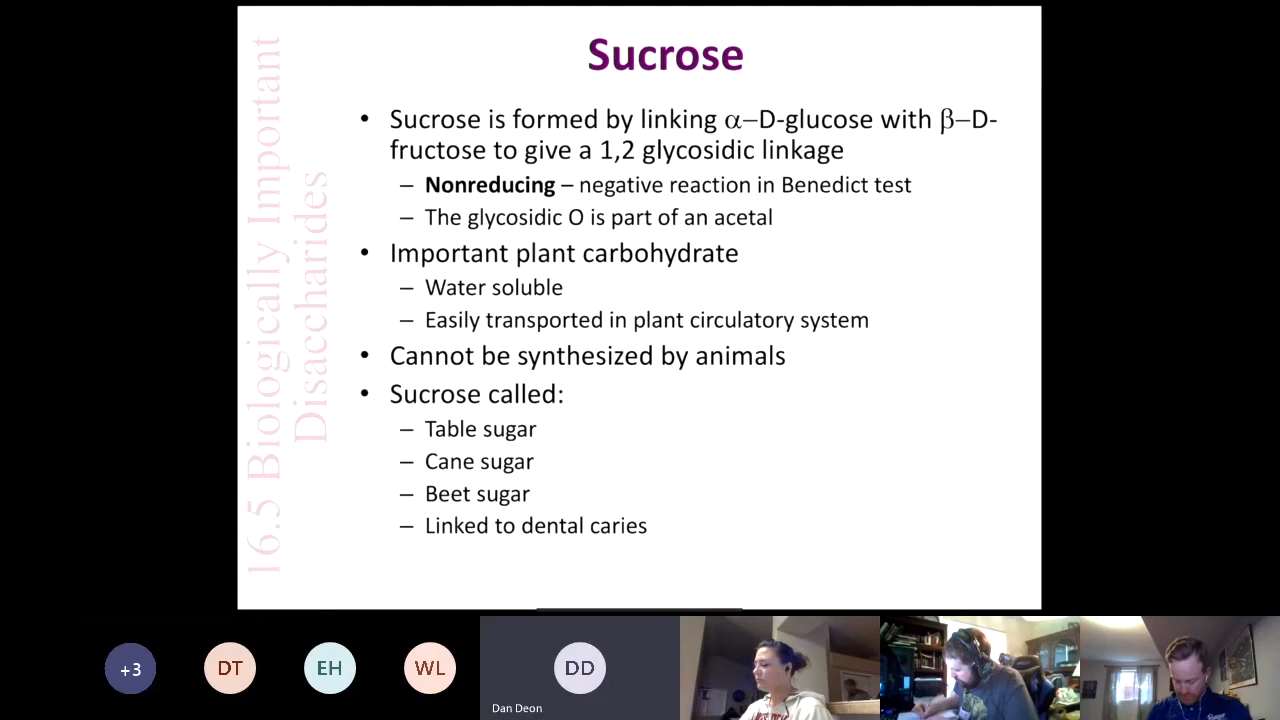 Sucrose
16.5 Biologically Important
Disaccharides
• Sucrose is formed by linking α–D-glucose with β–D-
fructose to give a 1,2 glycosidic linkage
– Nonreducing – negative reaction in Benedict test
– The glycosidic O is part of an acetal
• Important plant carbohydrate
– Water soluble
– Easily transported in plant circulatory system
• Cannot be synthesized by animals
• Sucrose called:
– Table sugar
– Cane sugar
– Beet sugar
– Linked to dental caries
+3
DT
EH
WL
DD
Dan Deon